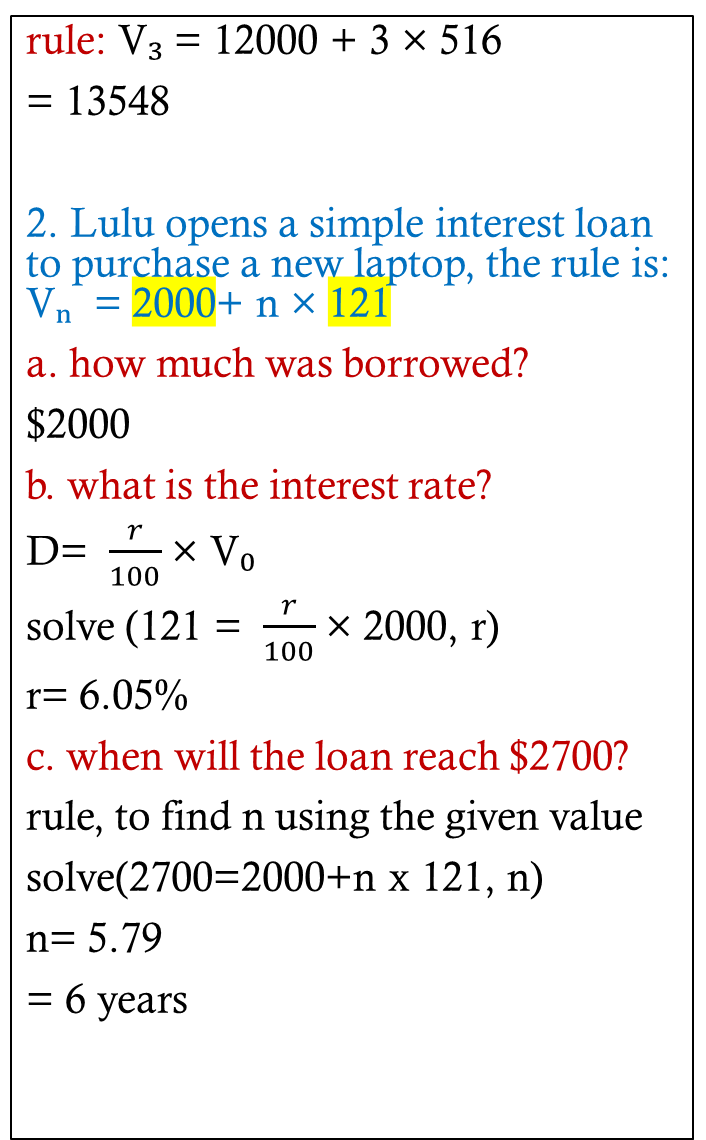 rule: V₃ = 12000 + 3 × 516
= 13548
2. Lulu opens a simple interest loan
to purchase a new laptop, the rule is:
Vₙ = 2000+ n × 121
a. how much was borrowed?
$2000
b. what is the interest rate?
D= r/100 × V₀
solve (121 = r/100 × 2000, r)
r= 6.05%
c. when will the loan reach $2700?
rule, to find n using the given value
solve(2700=2000+n x 121, n)
n= 5.79
= 6 years